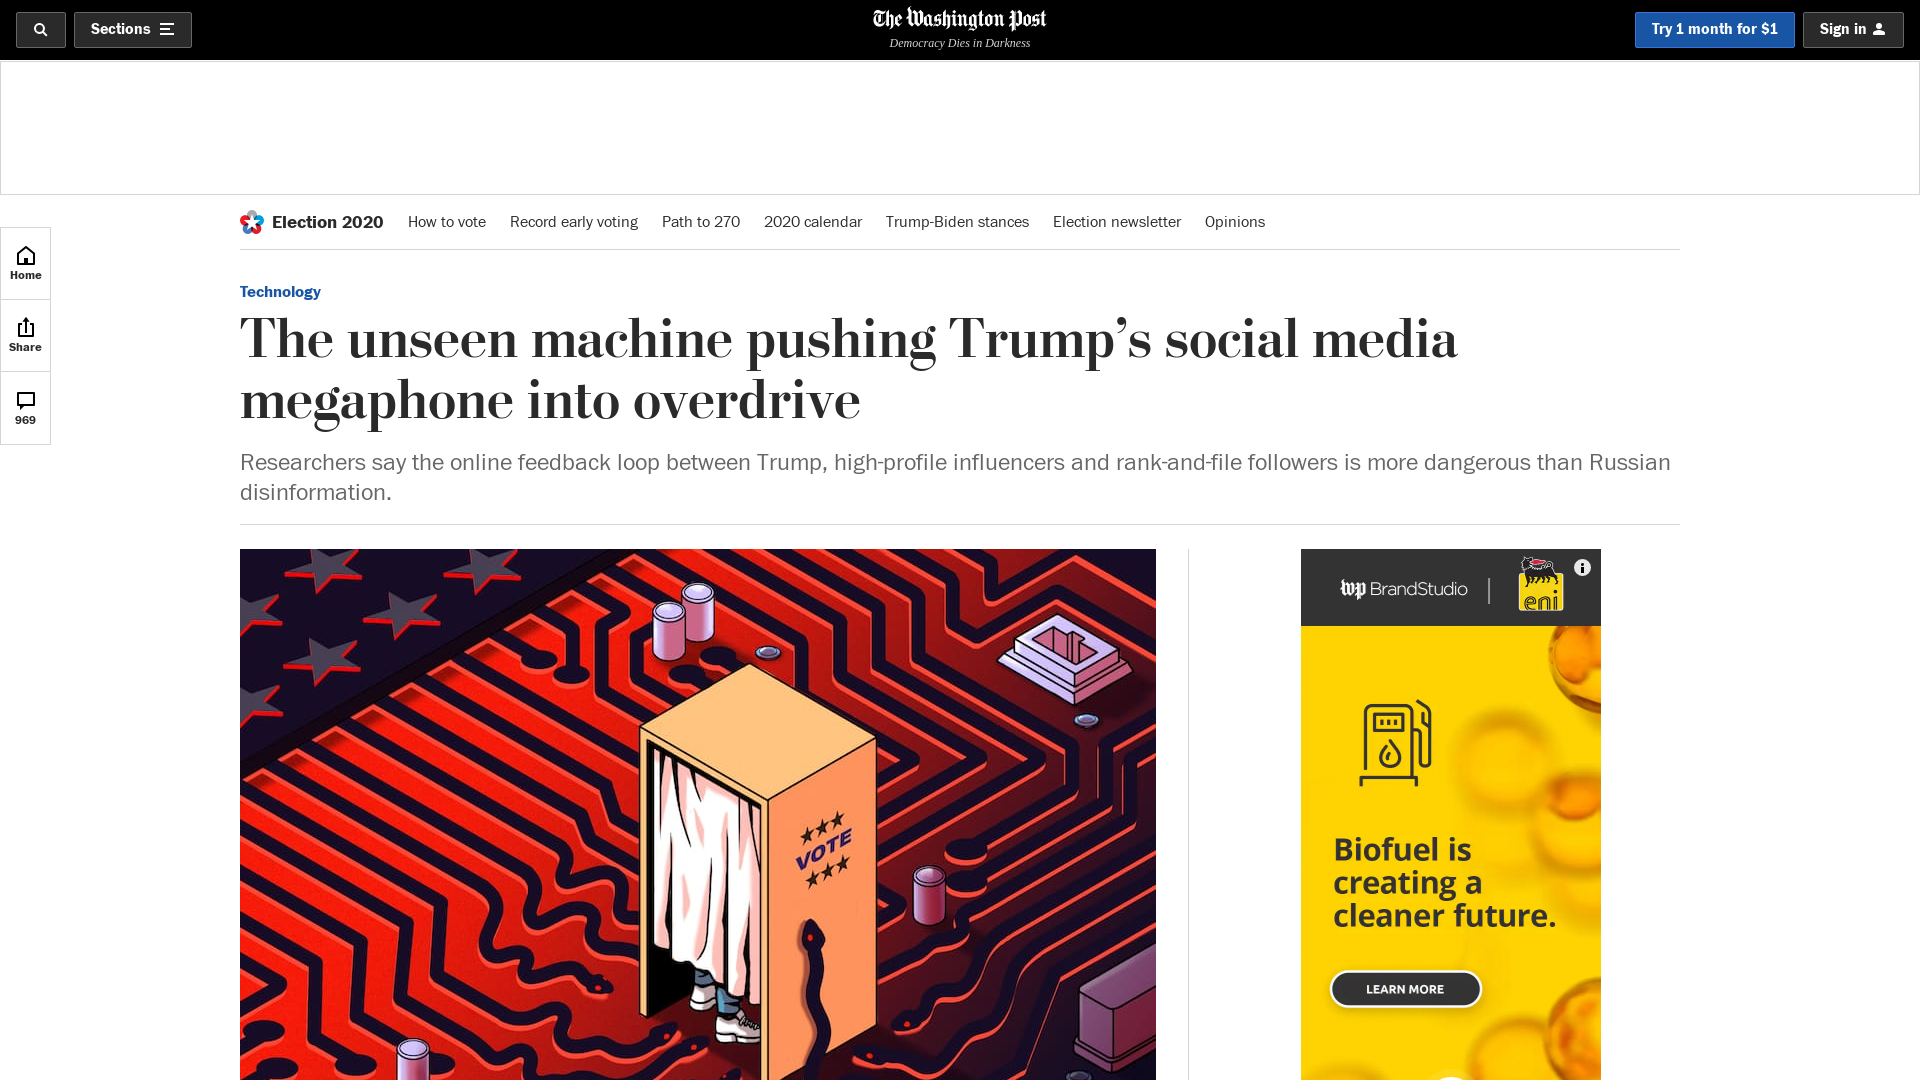 Sections
The Washington Post
Democracy Dies in Darkness
Try 1 month for $1
Sign in
Home
Share
969
Election 2020
How to vote
Record early voting
Path to 270
2020 calendar
Trump-Biden stances
Election newsletter
Opinions
Technology
The unseen machine pushing Trump’s social media
megaphone into overdrive
Researchers say the online feedback loop between Trump, high-profile influencers and rank-and-file followers is more dangerous than Russian
disinformation.
VOTE
wp BrandStudio
eni
Biofuel is
creating a
cleaner future.
LEARN MORE